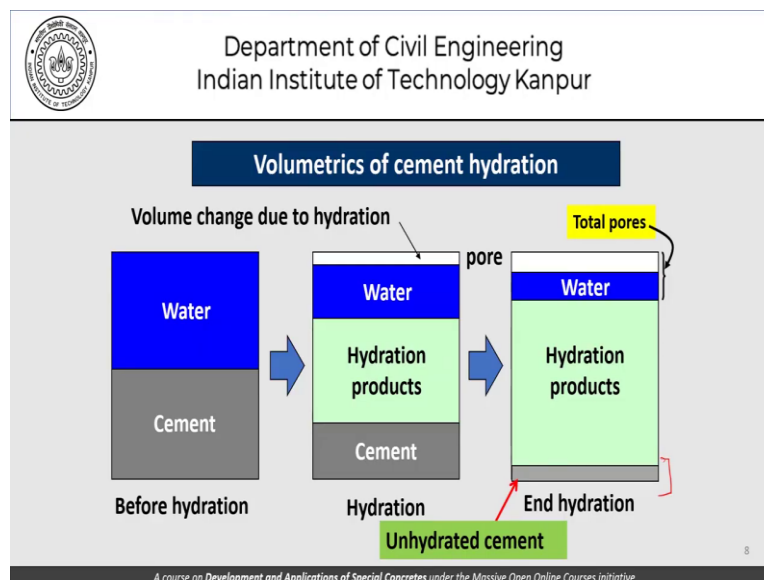 Department of Civil Engineering
Indian Institute of Technology Kanpur
Volumetrics of cement hydration
Volume change due to hydration
Total pores
pore
Water
Cement
Before hydration
Water
Hydration
products
Cement
Hydration
Water
Hydration
products
End hydration
Unhydrated cement
8
A course on Development and Applications of Special Concretes under the Massive Open Online Courses initiative